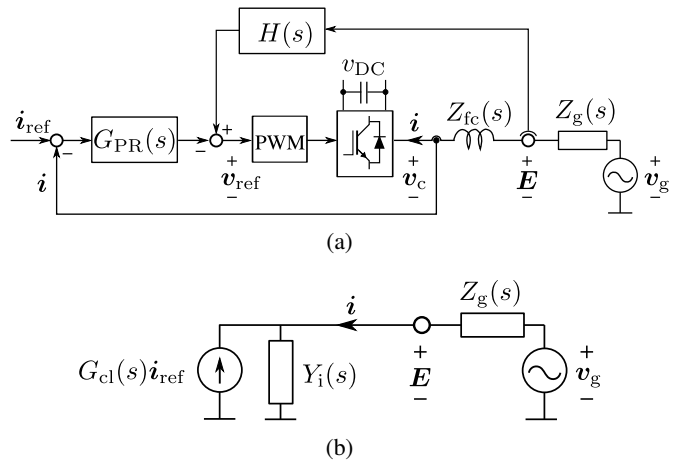 H(s)
v_DC
i_ref
G_PR(s)
PWM
i
Z_fc(s)
Z_g(s)
− − + + − + − + − + −
i
v_ref
v_c
E
v_g
(a)
i
Z_g(s)
G_cl(s)i_ref
Y_i(s)
+ − + −
E
v_g
(b)